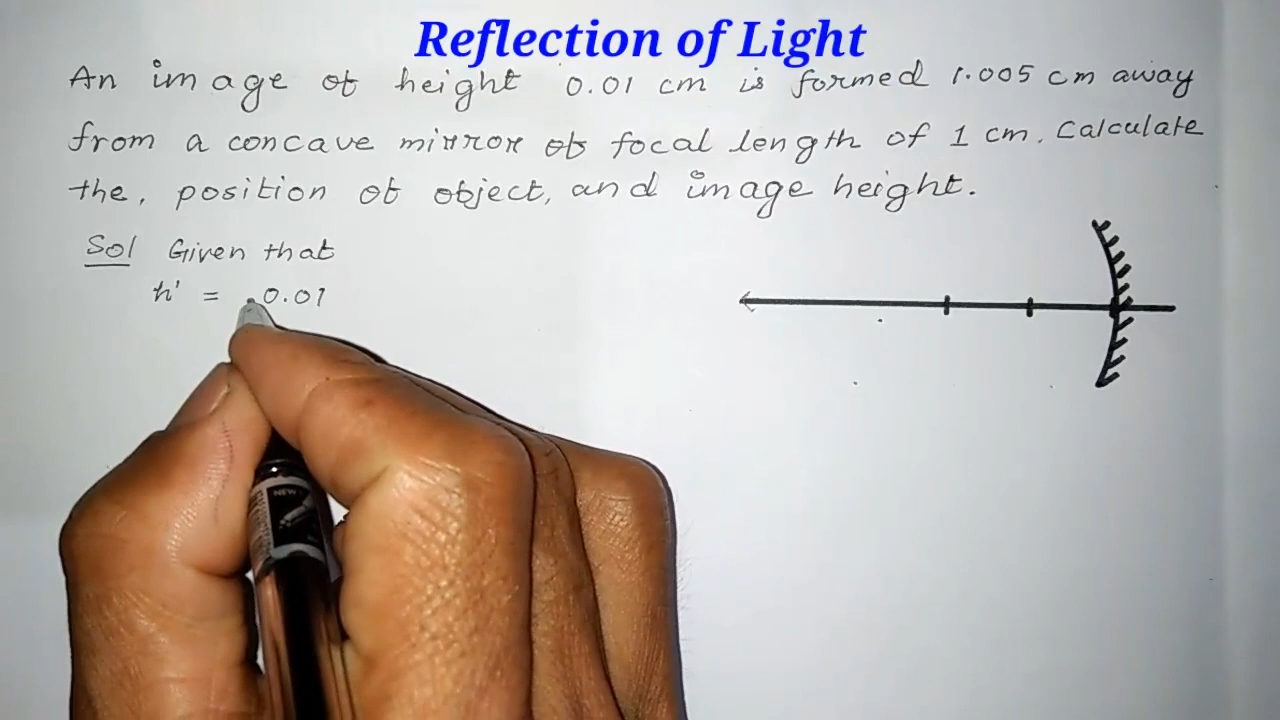 Reflection of Light
An image of height 0.01 cm is formed 1.005 cm away
from a concave mirror of focal length of 1 cm. Calculate
the, position of object, and image height.
Sol Given that
h' = 0.01
NEW